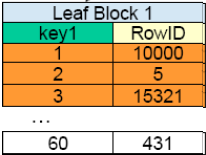 Leaf Block 1
key1 RowID
1 10000
2 5
3 15321
...
60 431